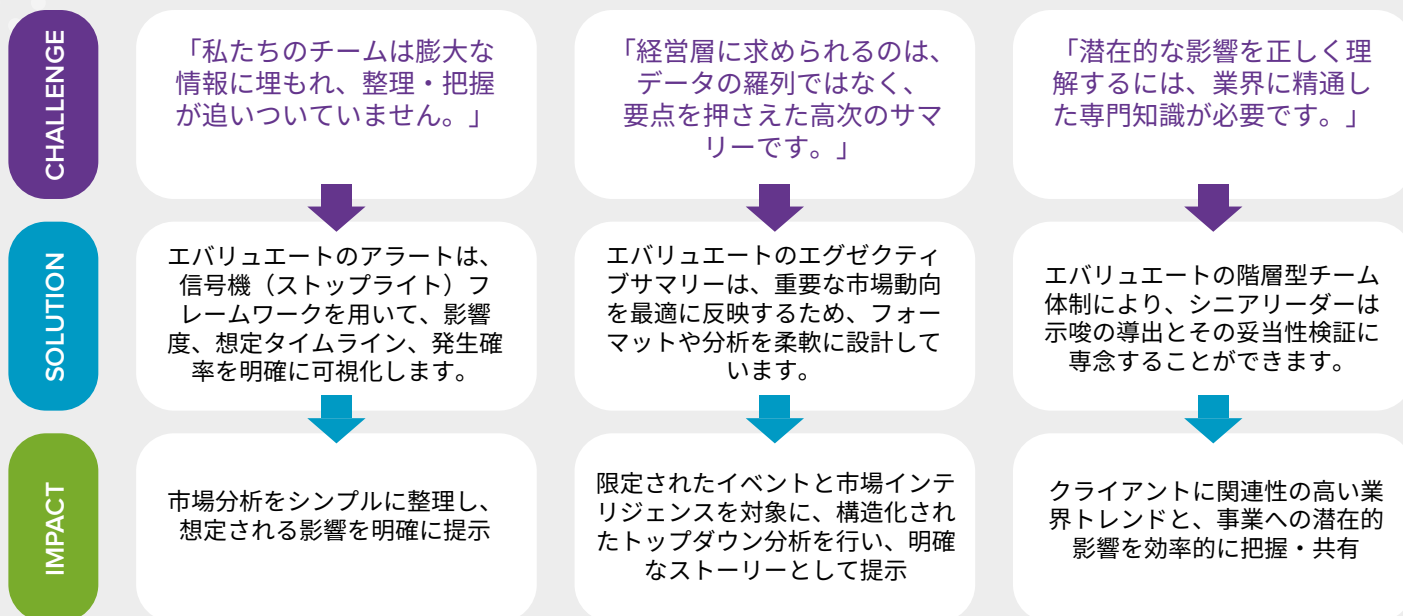 CHALLENGE
「私たちのチームは膨大な
情報に埋もれ、整理・把握
が追いついていません。」
「経営層に求められるのは、
データの羅列ではなく、
要点を押さえた高次のサマ
リーです。」
「潜在的な影響を正しく理
解するには、業界に精通し
た専門知識が必要です。」
SOLUTION
エバリュエートのアラートは、
信号機（ストップライト）フ
レームワークを用いて、影響
度、想定タイムライン、発生確
率を明確に可視化します。
エバリュエートのエグゼクティ
ブサマリーは、重要な市場動向
を最適に反映するため、フォー
マットや分析を柔軟に設計して
います。
エバリュエートの階層型チーム
体制により、シニアリーダーは
示唆の導出とその妥当性検証に
専念することができます。
IMPACT
市場分析をシンプルに整理し、
想定される影響を明確に提示
限定されたイベントと市場インテ
リジェンスを対象に、構造化され
たトップダウン分析を行い、明確
なストーリーとして提示
クライアントに関連性の高い業
界トレンドと、事業への潜在的
影響を効率的に把握・共有